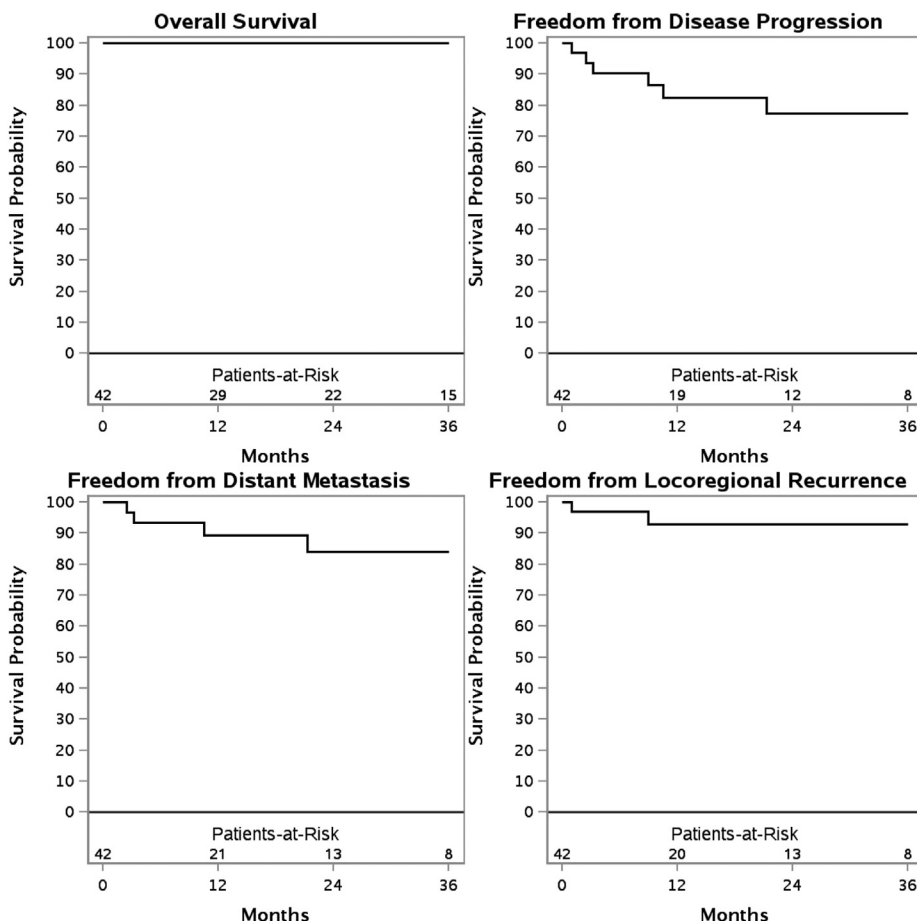 Overall Survival
Survival Probability
100
90
80
70
60
50
40
30
20
10
0
Patients-at-Risk
42 29 22 15
0 12 24 36
Months
Freedom from Disease Progression
Survival Probability
100
90
80
70
60
50
40
30
20
10
0
Patients-at-Risk
42 19 12 8
0 12 24 36
Months
Freedom from Distant Metastasis
Survival Probability
100
90
80
70
60
50
40
30
20
10
0
Patients-at-Risk
42 21 13 8
0 12 24 36
Months
Freedom from Locoregional Recurrence
Survival Probability
100
90
80
70
60
50
40
30
20
10
0
Patients-at-Risk
42 20 13 8
0 12 24 36
Months